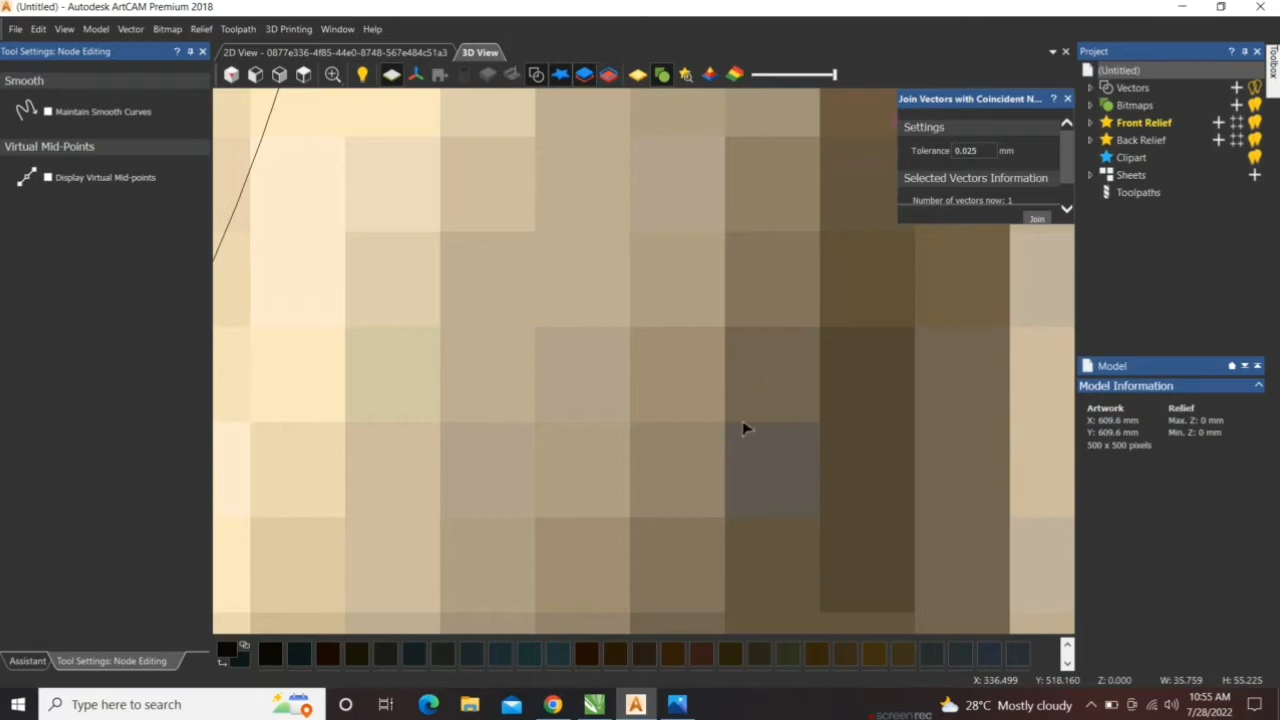 (Untitled) - Autodesk ArtCAM Premium 2018
File Edit View Model Vector Bitmap Relief Toolpath 3D Printing Window Help
Tool Settings: Node Editing
2D View - 0877e336-4f85-44e0-8748-567e484c51a3
3D View
Project
Toolbox
Smooth
Maintain Smooth Curves
Virtual Mid-Points
Display Virtual Mid-points
Join Vectors with Coincident N...
Settings
Tolerance 0.025 mm
Selected Vectors Information
Number of vectors now: 1
Join
(Untitled)
Vectors
Bitmaps
Front Relief
Back Relief
Clipart
Sheets
Toolpaths
Model
Model Information
Artwork Relief
X: 609.6 mm Max. Z: 0 mm
Y: 609.6 mm Min. Z: 0 mm
500 x 500 pixels
Assistant Tool Settings: Node Editing
X: 336.499 Y: 518.160 Z: 0.000 W: 35.759 H: 55.225
Type here to search
28°C Mostly cloudy
10:55 AM
7/28/2022
screenrec